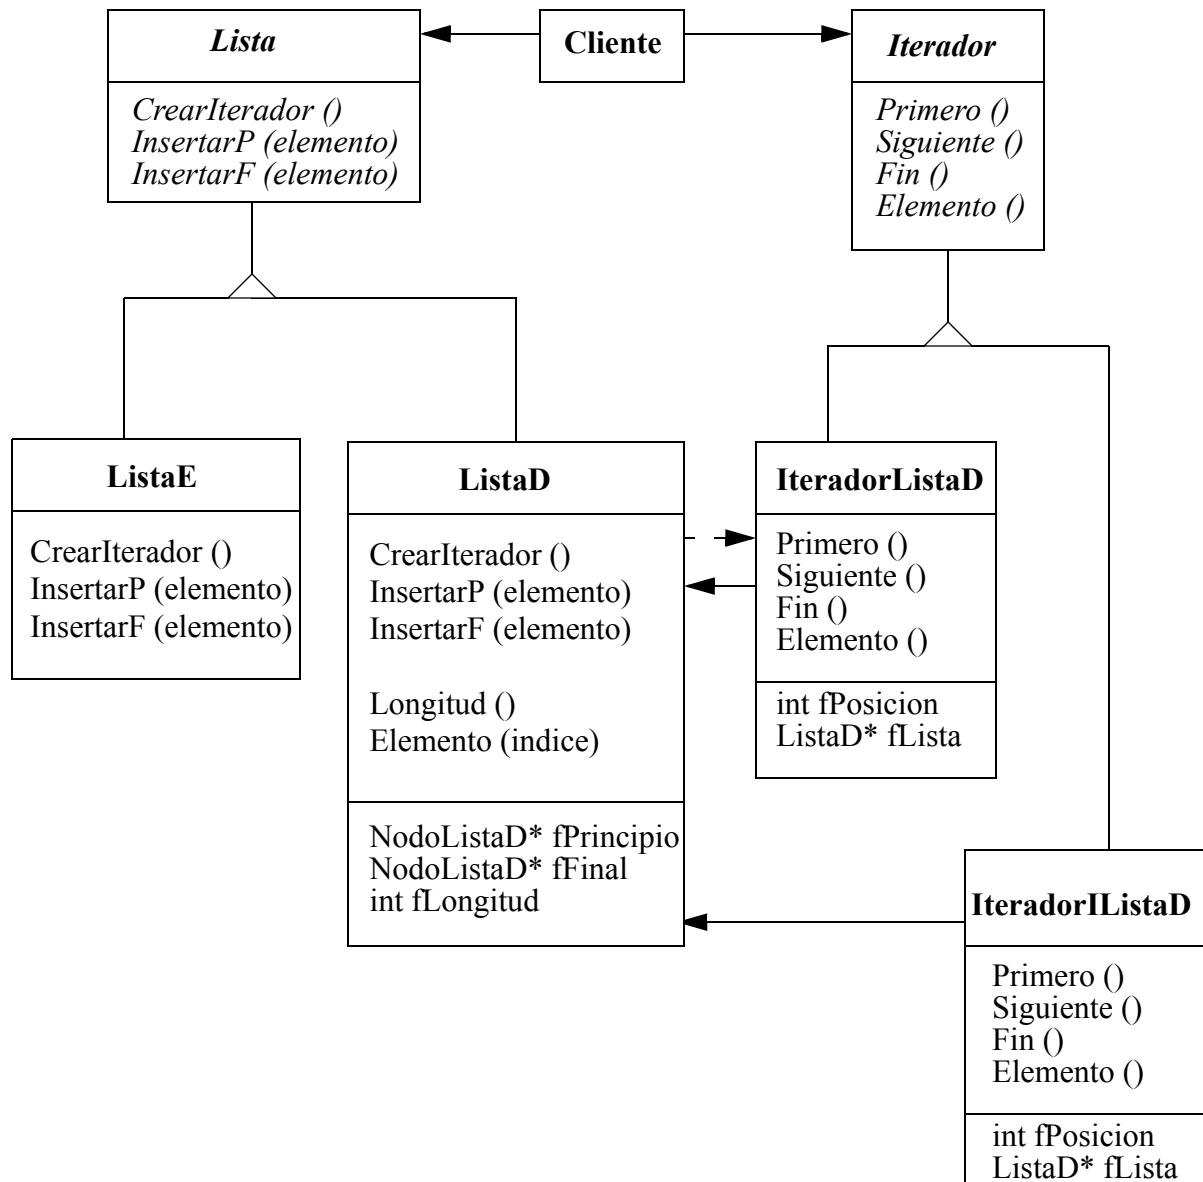 Lista
CrearIterador ()
InsertarP (elemento)
InsertarF (elemento)
Cliente
Iterador
Primero ()
Siguiente ()
Fin ()
Elemento ()
ListaE
CrearIterador ()
InsertarP (elemento)
InsertarF (elemento)
ListaD
CrearIterador ()
InsertarP (elemento)
InsertarF (elemento)
Longitud ()
Elemento (indice)
NodoListaD* fPrincipio
NodoListaD* fFinal
int fLongitud
IteradorListaD
Primero ()
Siguiente ()
Fin ()
Elemento ()
int fPosicion
ListaD* fLista
IteradorIListaD
Primero ()
Siguiente ()
Fin ()
Elemento ()
int fPosicion
ListaD* fLista